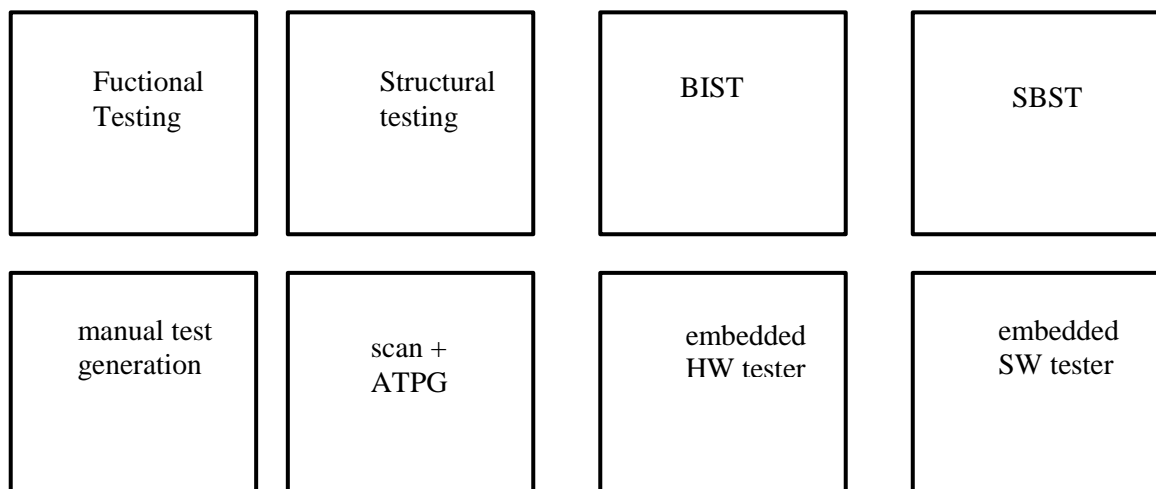 Fuctional
Testing
Structural
testing
BIST
SBST
manual test
generation
scan +
ATPG
embedded
HW tester
embedded
SW tester